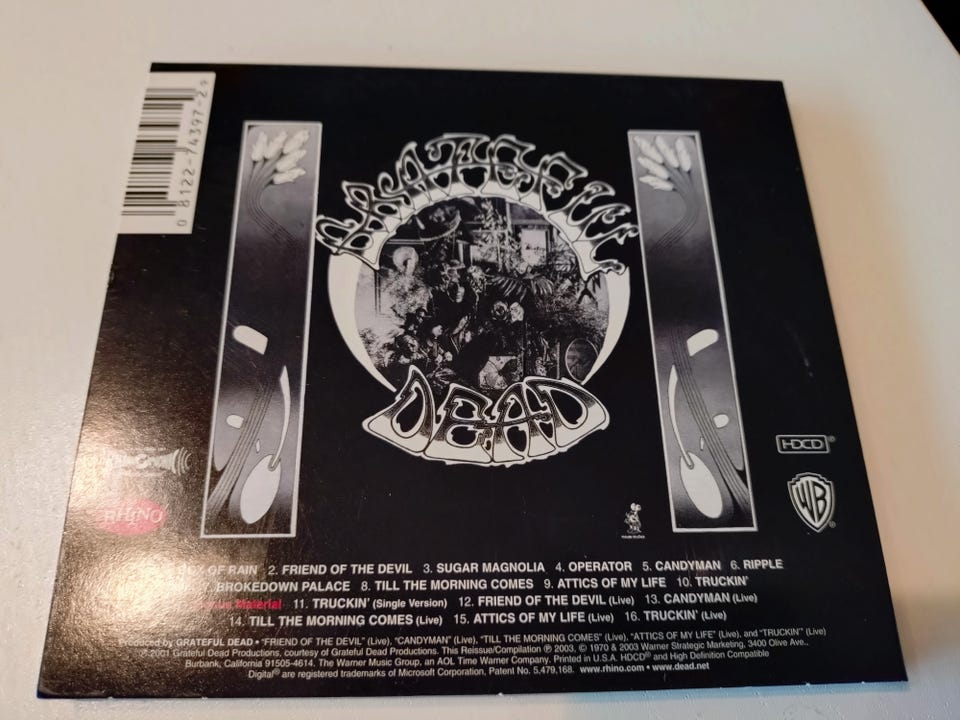 0 81227-4397-2 9
GRATEFUL
DEAD
HDCD®
RHINO
WB®
BOX OF RAIN 2. FRIEND OF THE DEVIL 3. SUGAR MAGNOLIA 4. OPERATOR 5. CANDYMAN 6. RIPPLE
7. BROKEDOWN PALACE 8. TILL THE MORNING COMES 9. ATTICS OF MY LIFE 10. TRUCKIN'
Material 11. TRUCKIN' (Single Version) 12. FRIEND OF THE DEVIL (Live) 13. CANDYMAN (Live)
14. TILL THE MORNING COMES (Live) 15. ATTICS OF MY LIFE (Live) 16. TRUCKIN' (Live)
Produced by GRATEFUL DEAD • "FRIEND OF THE DEVIL" (Live), "CANDYMAN" (Live), "TILL THE MORNING COMES" (Live), "ATTICS OF MY LIFE" (Live), and "TRUCKIN'" (Live)
℗ 2001 Grateful Dead Productions, courtesy of Grateful Dead Productions. This Reissue/Compilation ℗ 2003, © 1970 & 2003 Warner Strategic Marketing, 3400 Olive Ave.,
Burbank, California 91505-4614. The Warner Music Group, an AOL Time Warner Company. Printed in U.S.A. HDCD® and High Definition Compatible
Digital® are registered trademarks of Microsoft Corporation, Patent No. 5,479,168. www.rhino.com • www.dead.net